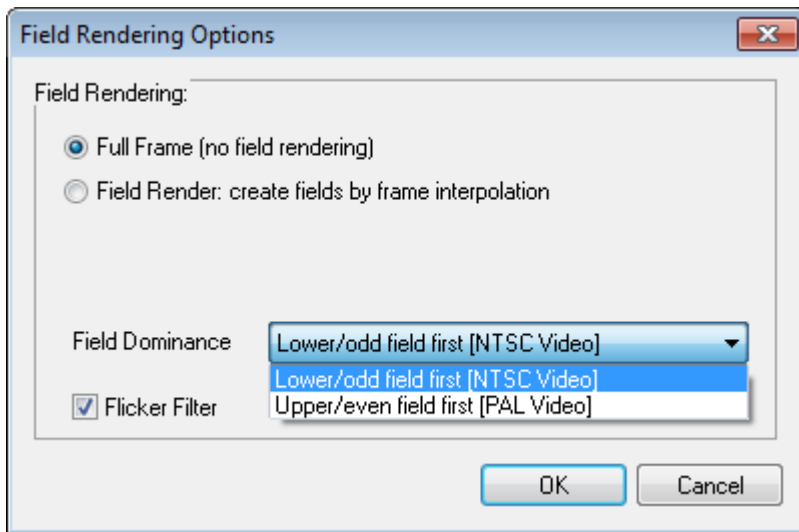 Field Rendering Options
Field Rendering:
Full Frame (no field rendering)
Field Render: create fields by frame interpolation
Field Dominance
Lower/odd field first [NTSC Video]
Lower/odd field first [NTSC Video]
Upper/even field first [PAL Video]
Flicker Filter
OK
Cancel